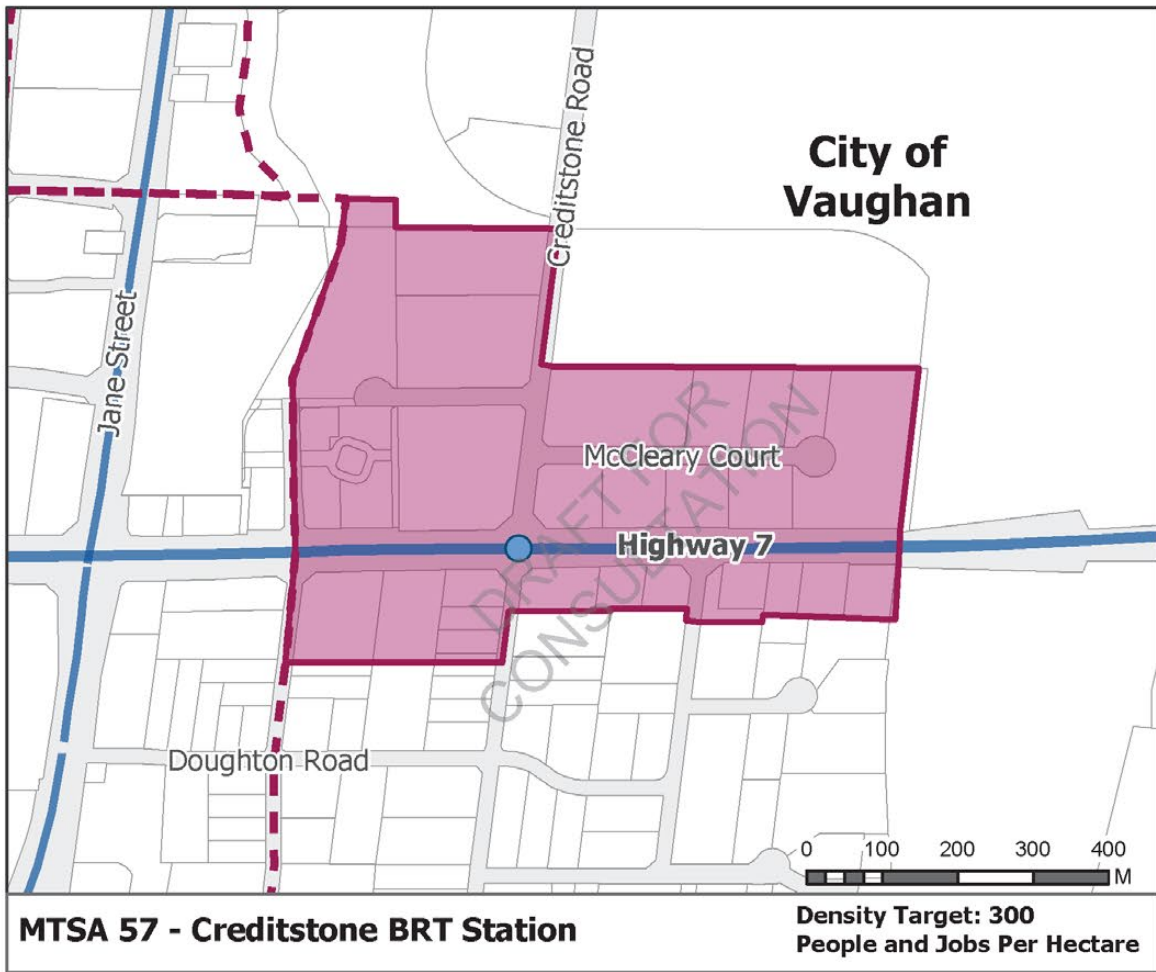 Creditstone Road
City of
Vaughan
Jane Street
McCleary Court
DRAFT FOR
CONSULTATION
Highway 7
Doughton Road
0 100 200 300 400
M
MTSA 57 - Creditstone BRT Station
Density Target: 300
People and Jobs Per Hectare